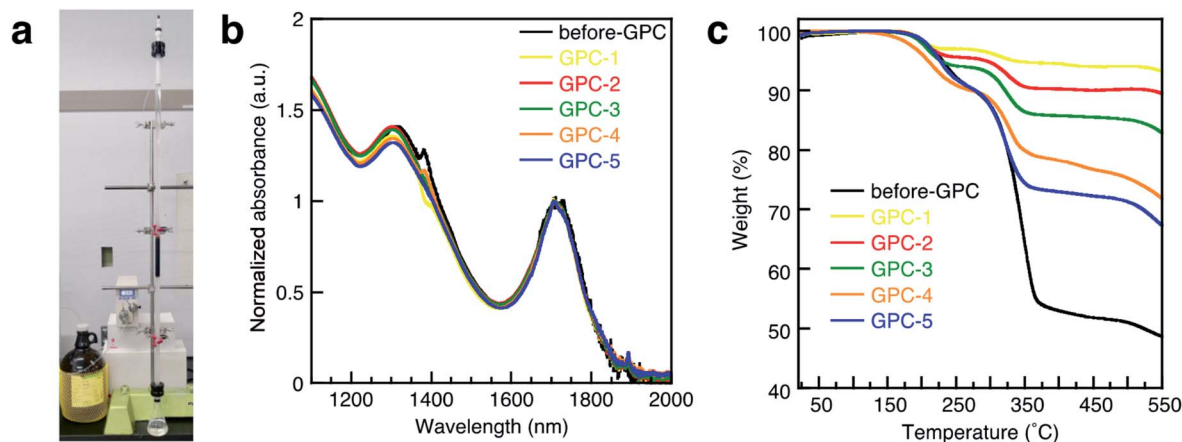 a
b
Normalized absorbance (a.u.)
2
1.5
1
0.5
0
1200 1400 1600 1800 2000
Wavelength (nm)
before-GPC
GPC-1
GPC-2
GPC-3
GPC-4
GPC-5
c
Weight (%)
100
90
80
70
60
50
40
50 150 250 350 450 550
Temperature (°C)
before-GPC
GPC-1
GPC-2
GPC-3
GPC-4
GPC-5